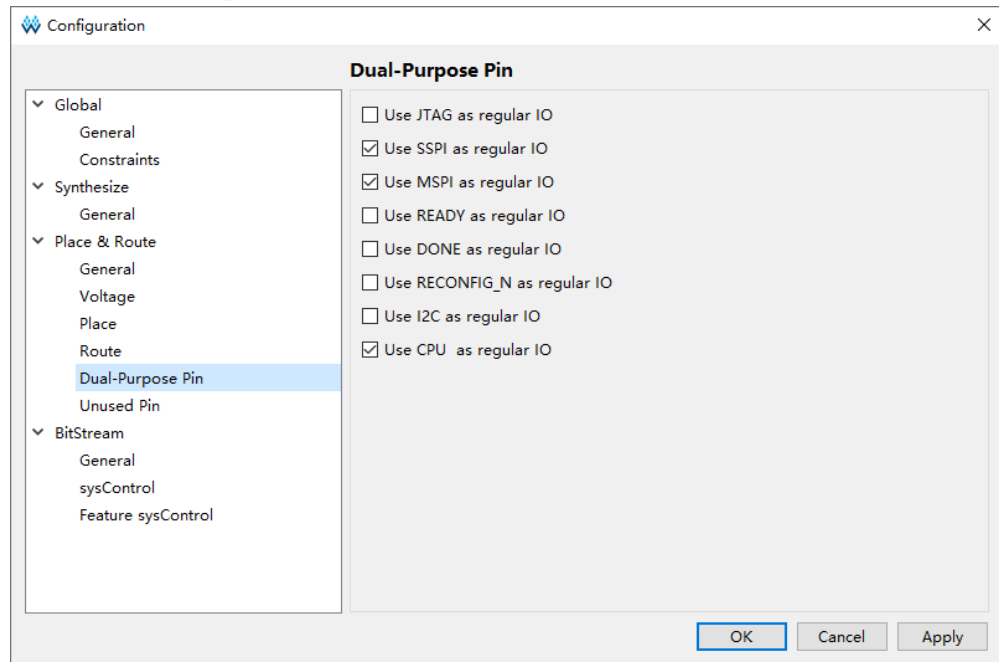 Configuration
Dual-Purpose Pin
Global
General
Constraints
Synthesize
General
Place & Route
General
Voltage
Place
Route
Dual-Purpose Pin
Unused Pin
BitStream
General
sysControl
Feature sysControl
Use JTAG as regular IO
Use SSPI as regular IO
Use MSPI as regular IO
Use READY as regular IO
Use DONE as regular IO
Use RECONFIG_N as regular IO
Use I2C as regular IO
Use CPU  as regular IO
OK
Cancel
Apply